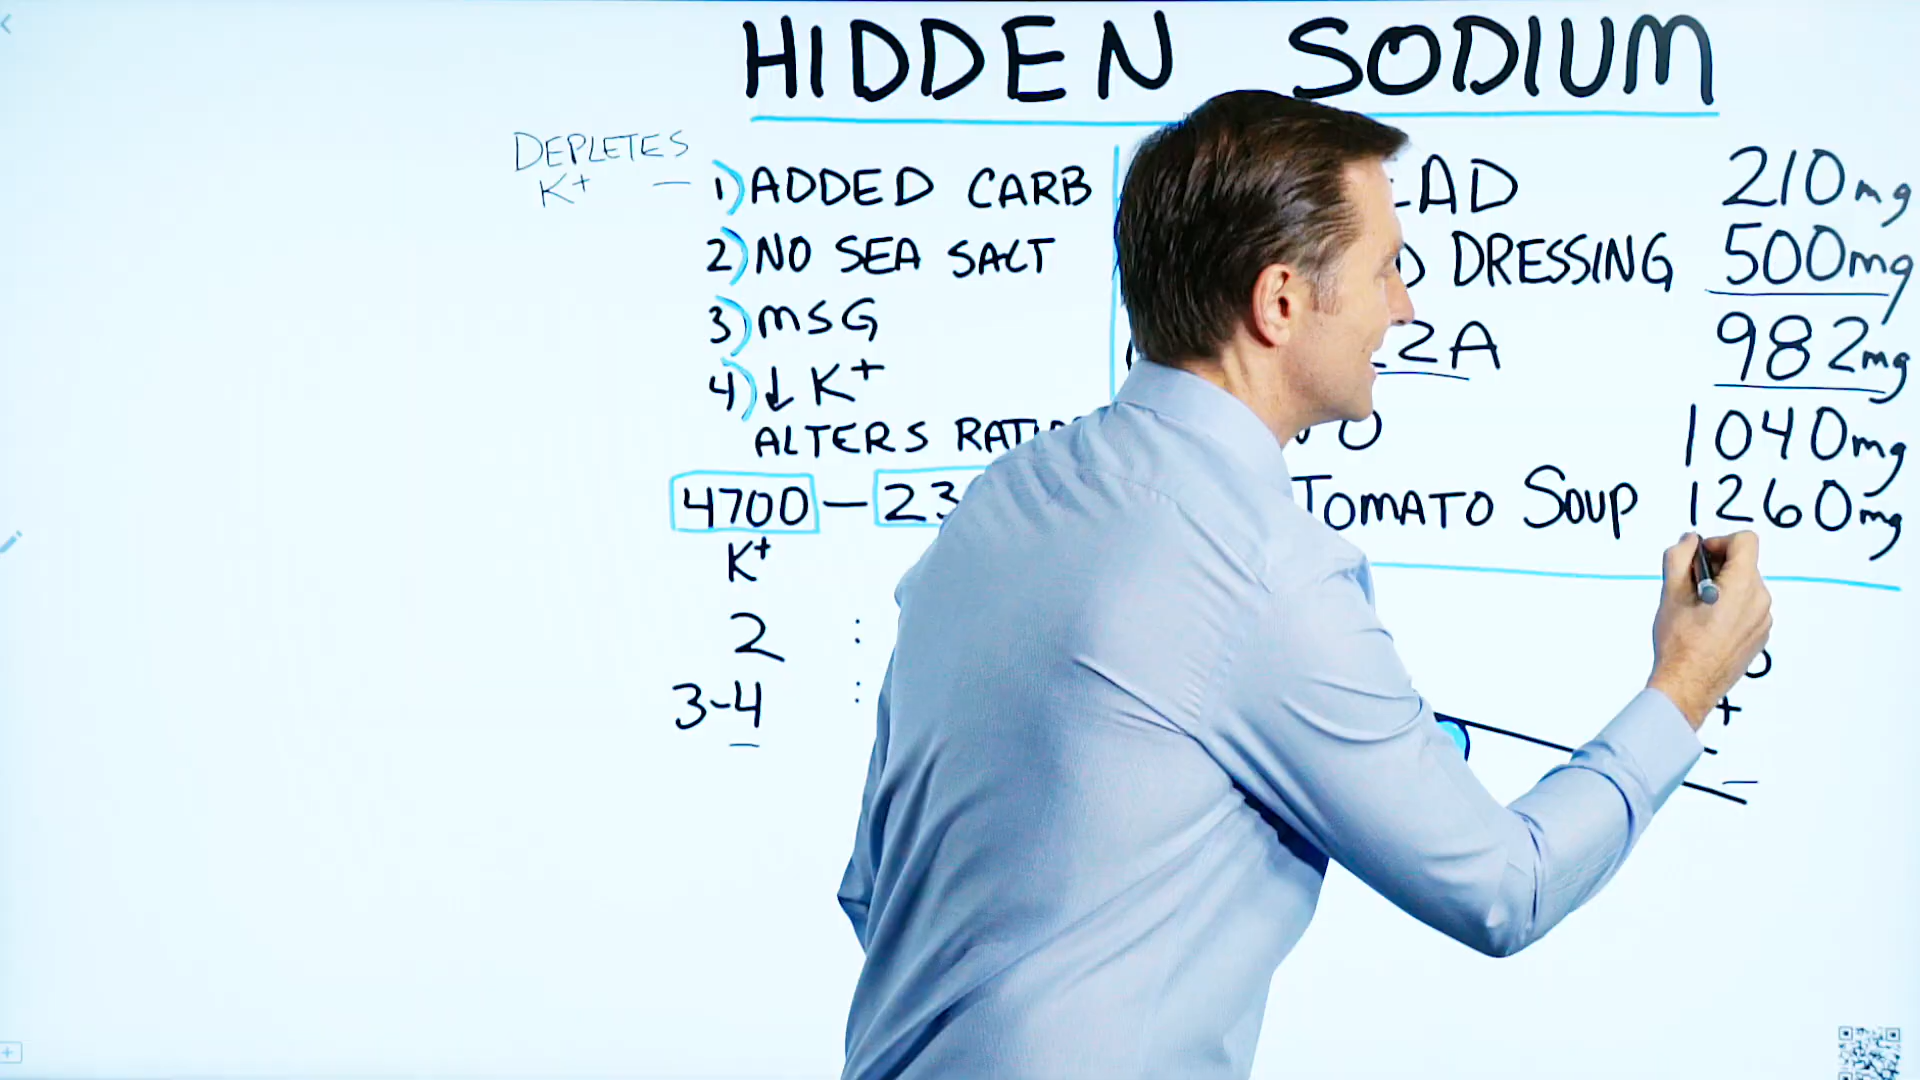 HIDDEN SODIUM
DEPLETES
K+ — 1) ADDED CARB
2) NO SEA SALT
3) MSG
4) ↓ K+
ALTERS
4700 — 23
K+
2 :
3-4 :
210mg
DRESSING 500mg
982mg
1040mg
TOMATO SOUP 1260mg
+
—